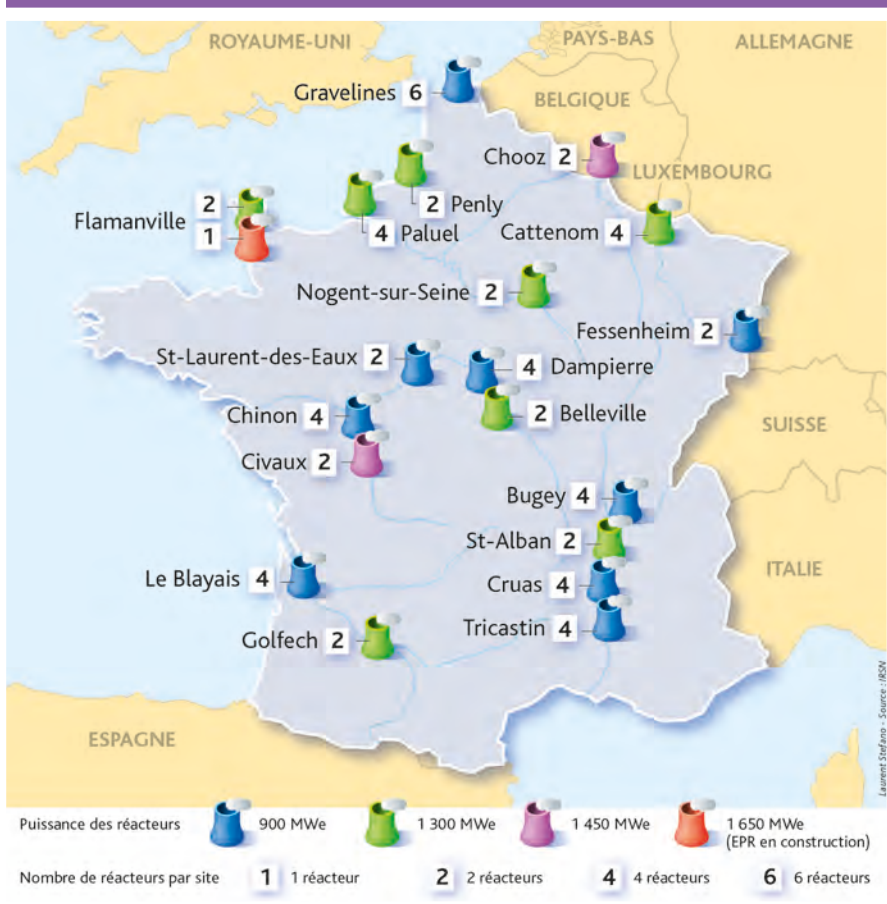 ROYAUME-UNI
PAYS-BAS
ALLEMAGNE
Gravelines 6
BELGIQUE
Chooz 2
LUXEMBOURG
2 Penly
Flamanville 2
1
4 Paluel
Cattenom 4
Nogent-sur-Seine 2
Fessenheim 2
St-Laurent-des-Eaux 2
4 Dampierre
Chinon 4
2 Belleville
SUISSE
Civaux 2
Bugey 4
St-Alban 2
Le Blayais 4
Cruas 4
ITALIE
Golfech 2
Tricastin 4
ESPAGNE
Laurent Stefano - Source : IRSN
Puissance des réacteurs 900 MWe 1 300 MWe 1 450 MWe 1 650 MWe
(EPR en construction)
Nombre de réacteurs par site 1 1 réacteur 2 2 réacteurs 4 4 réacteurs 6 6 réacteurs